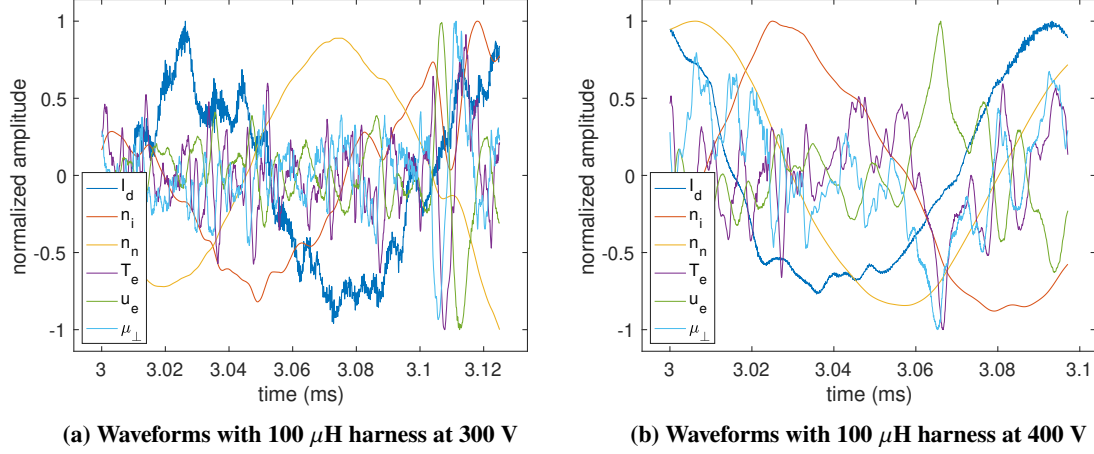 1
0.5
0
-0.5
-1
normalized amplitude
I_d
n_i
n_n
T_e
u_e
μ_⊥
3
3.02
3.04
3.06
3.08
3.1
3.12
time (ms)
(a) Waveforms with 100 μH harness at 300 V
1
0.5
0
-0.5
-1
normalized amplitude
I_d
n_i
n_n
T_e
u_e
μ_⊥
3
3.02
3.04
3.06
3.08
3.1
time (ms)
(b) Waveforms with 100 μH harness at 400 V